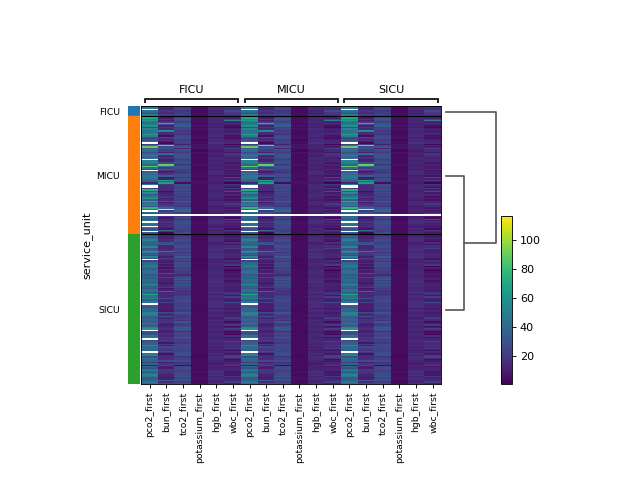 FICU MICU SICU
FICU
MICU
SICU
service_unit
100
80
60
40
20
pco2_first bun_first tco2_first potassium_first hgb_first wbc_first pco2_first bun_first tco2_first potassium_first hgb_first wbc_first pco2_first bun_first tco2_first potassium_first hgb_first wbc_first